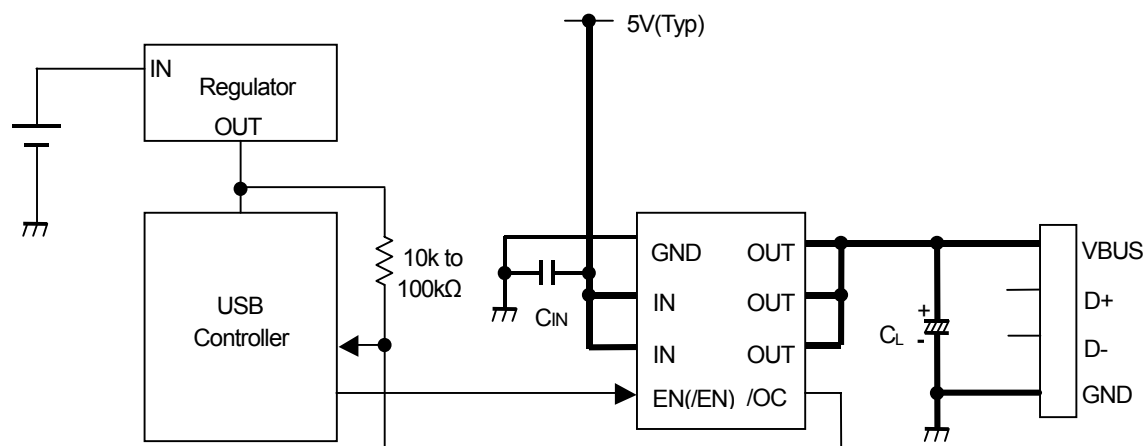 5V(Typ)
IN
Regulator
OUT
10k to
100kΩ
USB
Controller
CIN
GND OUT
IN OUT
IN OUT
EN(/EN) /OC
+
CL
-
VBUS
D+
D-
GND